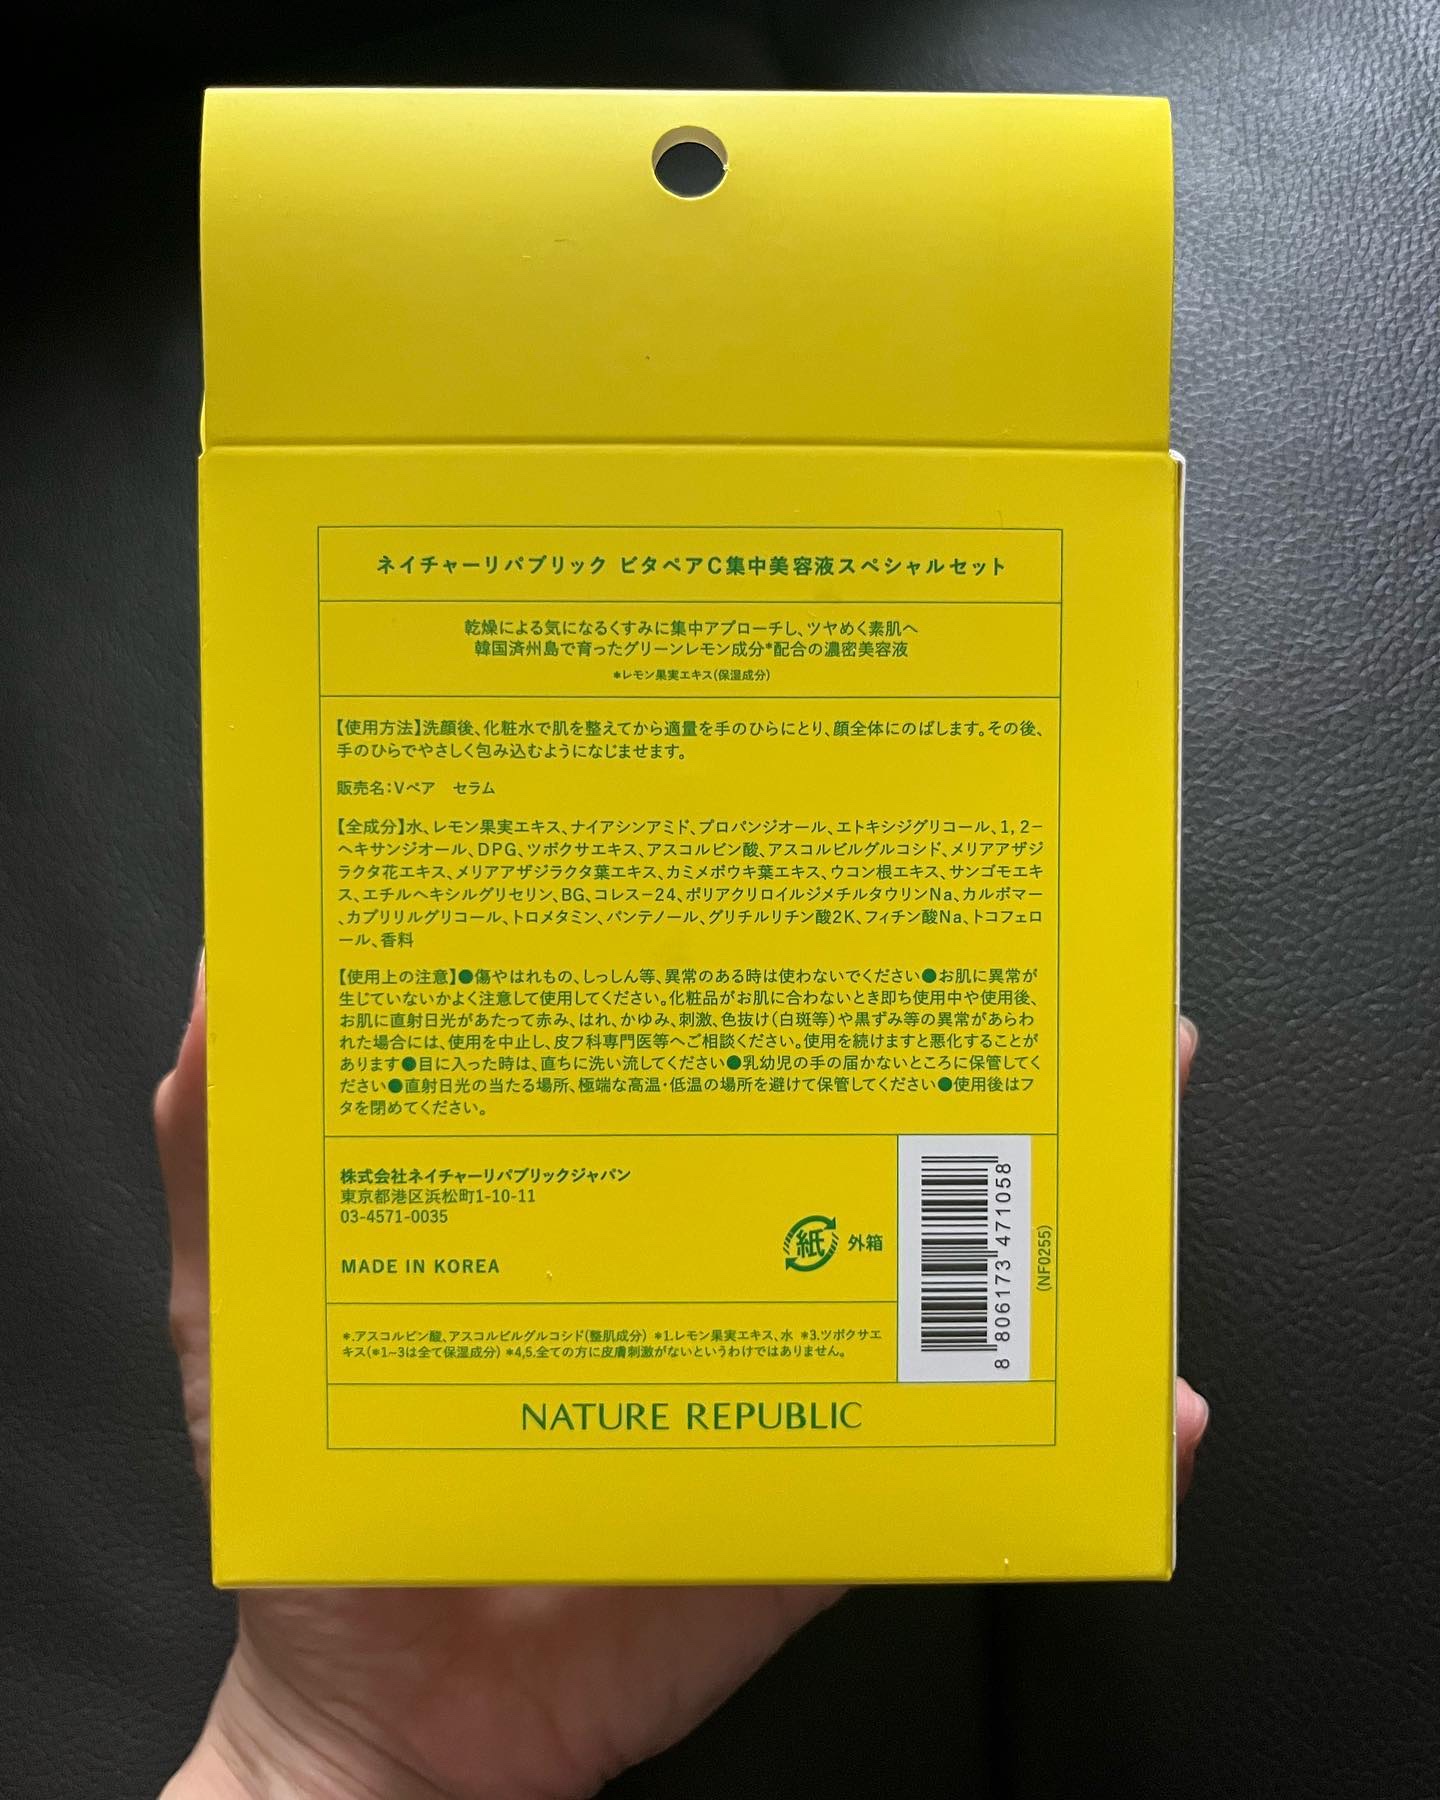 ネイチャーリパブリック ビタペアC集中美容液スペシャルセット
乾燥による気になるくすみに集中アプローチし、ツヤめく素肌へ
韓国済州島で育ったグリーンレモン成分*配合の濃密美容液
*レモン果実エキス(保湿成分)
【使用方法】洗顔後、化粧水で肌を整えてから適量を手のひらにとり、顔全体にのばします。その後、
手のひらでやさしく包み込むようになじませます。
販売名:Vペア セラム
【全成分】水、レモン果実エキス、ナイアシンアミド、プロパンジオール、エトキシジグリコール、1,2-
ヘキサンジオール、DPG、ツボクサエキス、アスコルビン酸、アスコルビルグルコシド、メリアアザジ
ラクタ花エキス、メリアアザジラクタ葉エキス、カミメボウキ葉エキス、ウコン根エキス、サンゴモエキ
ス、エチルヘキシルグリセリン、BG、コレス-24、ポリアクリロイルジメチルタウリンNa、カルボマー
、カプリリルグリコール、トロメタミン、パンテノール、グリチルリチン酸2K、フィチン酸Na、トコフェロ
ール、香料
【使用上の注意】●傷やはれもの、しっしん等、異常のある時は使わないでください●お肌に異常が
生じていないかよく注意して使用してください。化粧品がお肌に合わないとき即ち使用中や使用後、
お肌に直射日光があたって赤み、はれ、かゆみ、刺激、色抜け(白斑等)や黒ずみ等の異常があらわ
れた場合には、使用を中止し、皮フ科専門医等へご相談ください。使用を続けますと悪化することが
あります●目に入った時は、直ちに洗い流してください●乳幼児の手の届かないところに保管してく
ださい●直射日光の当たる場所、極端な高温・低温の場所を避けて保管してください●使用後はフ
タを閉めてください。
株式会社ネイチャーリパブリックジャパン
東京都港区浜松町1-10-11
03-4571-0035
MADE IN KOREA
紙 外箱
8 806173 471058
(NF0255)
*.アスコルビン酸、アスコルビルグルコシド(整肌成分) *1.レモン果実エキス、水 *3.ツボクサエ
キス(*1~3は全て保湿成分) *4,5.全ての方に皮膚刺激がないというわけではありません。
NATURE REPUBLIC